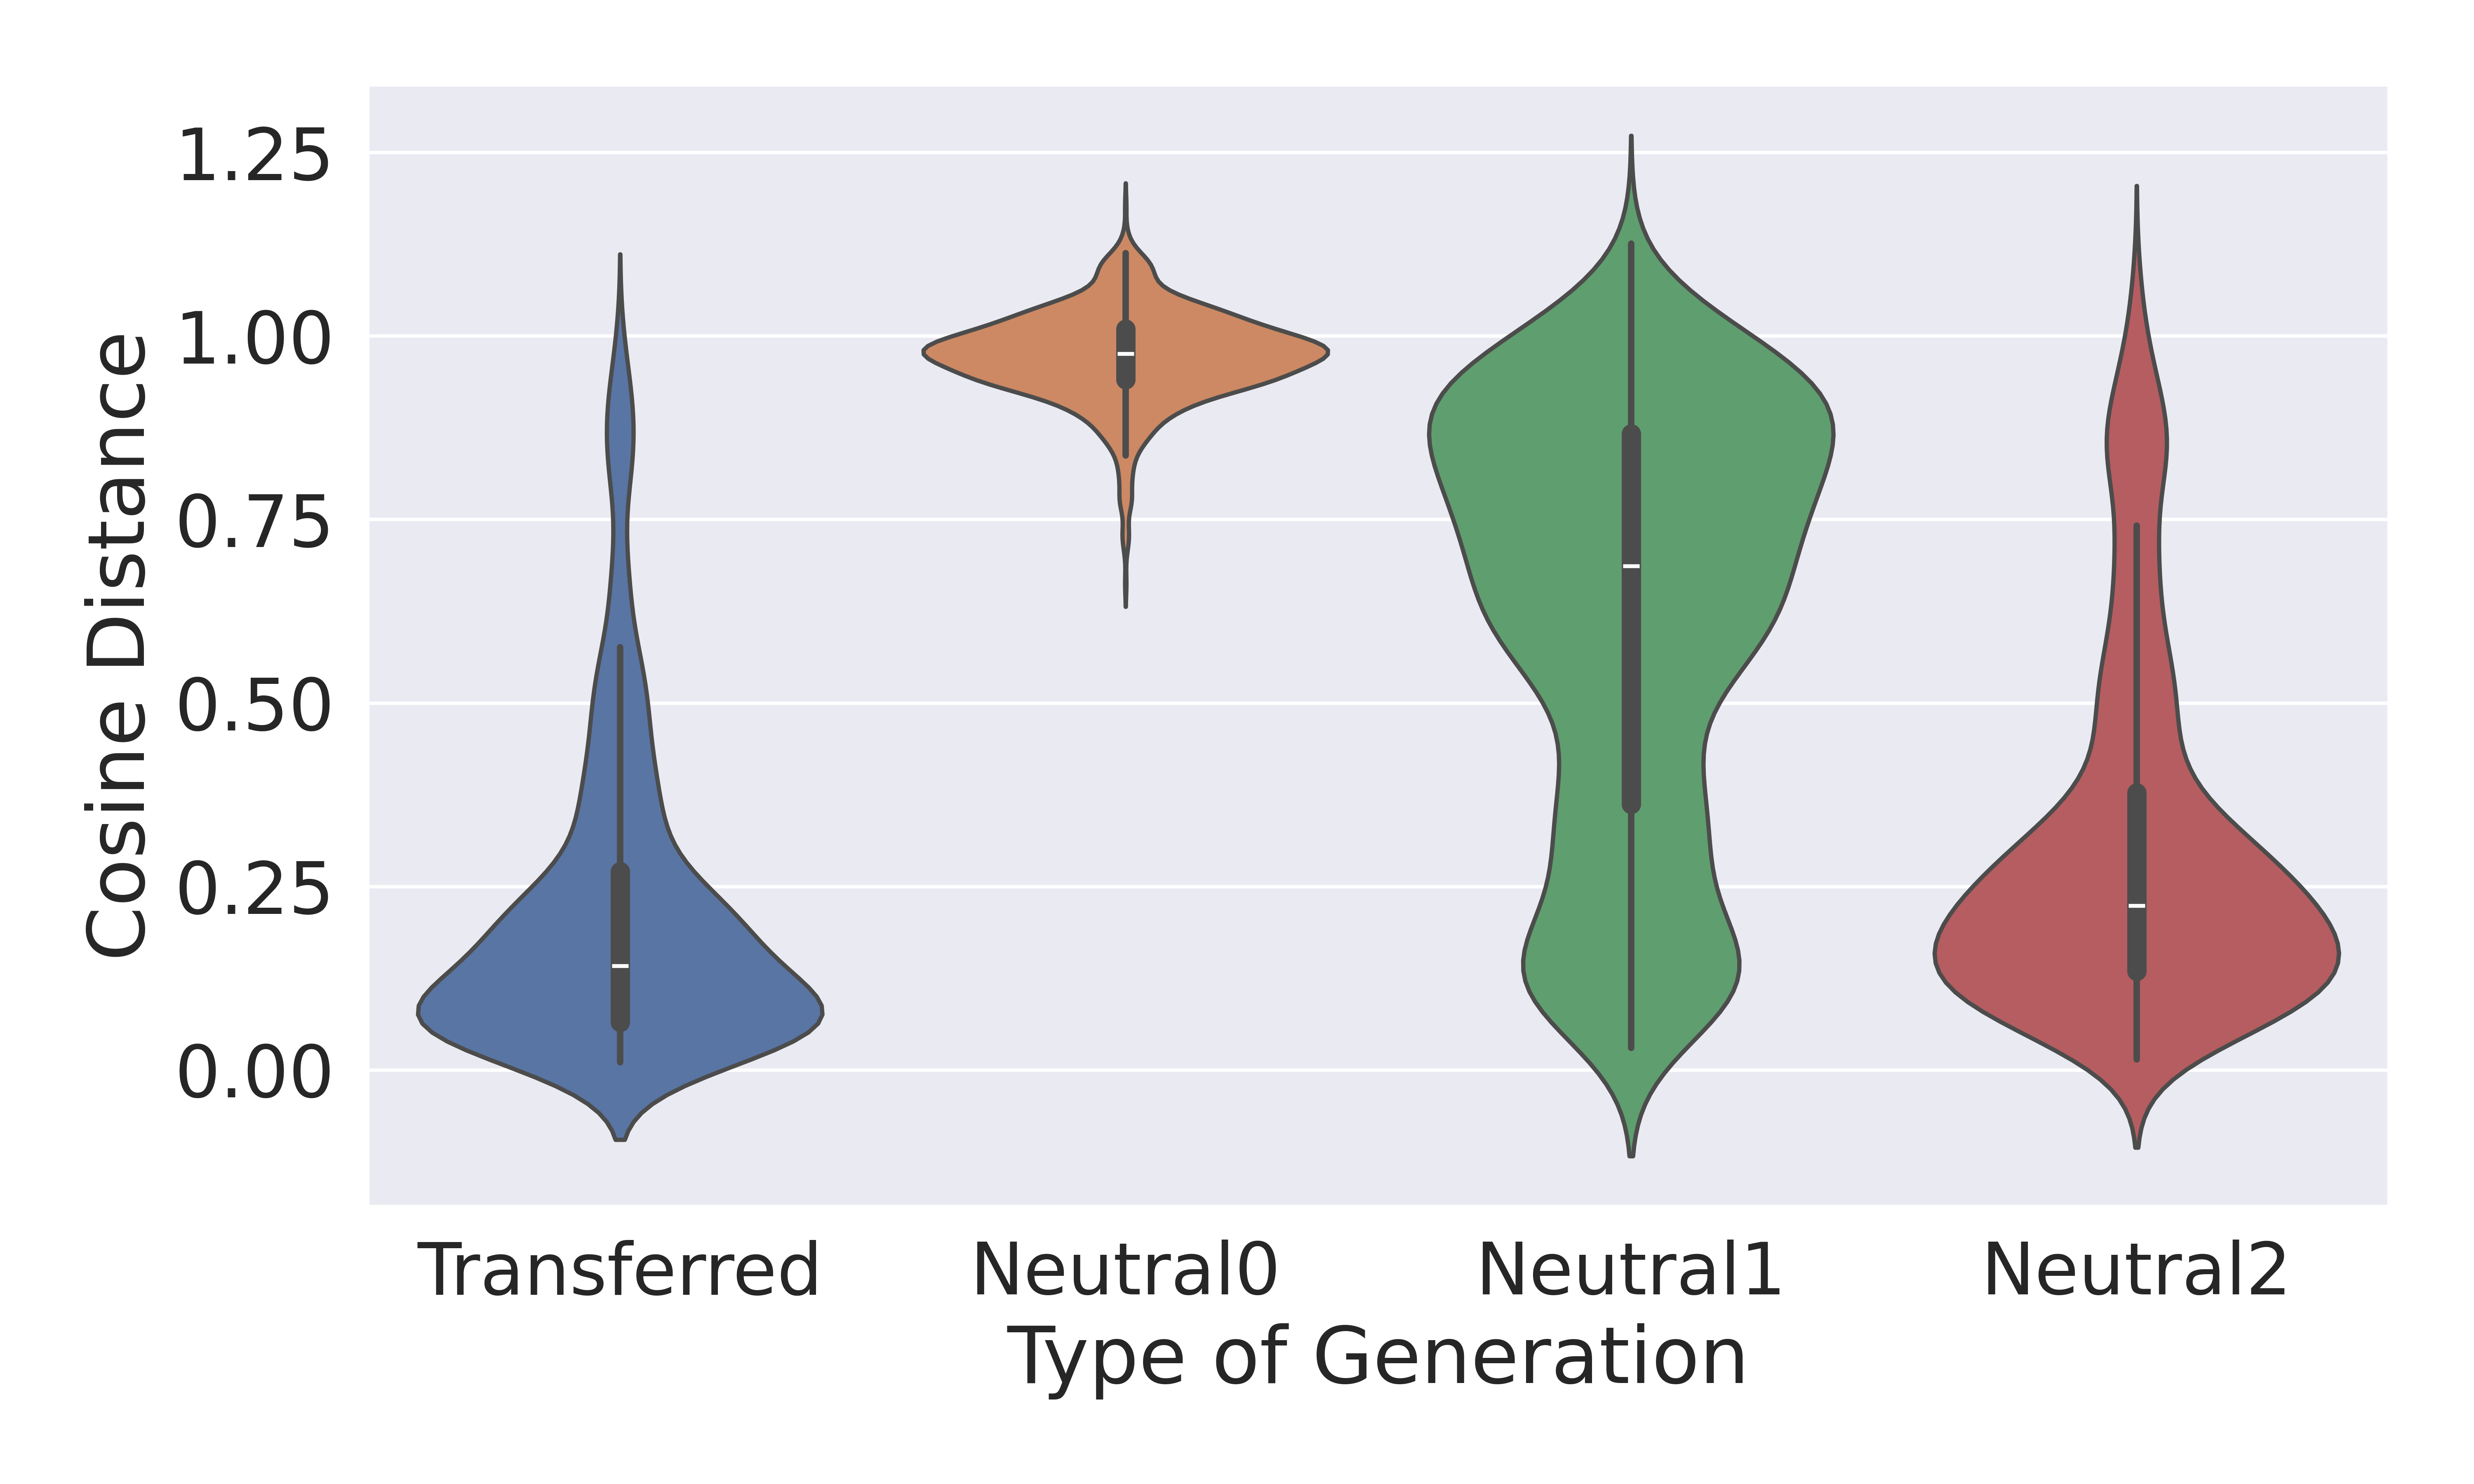 Cosine Distance
1.25
1.00
0.75
0.50
0.25
0.00
Transferred Neutral0 Neutral1 Neutral2
Type of Generation